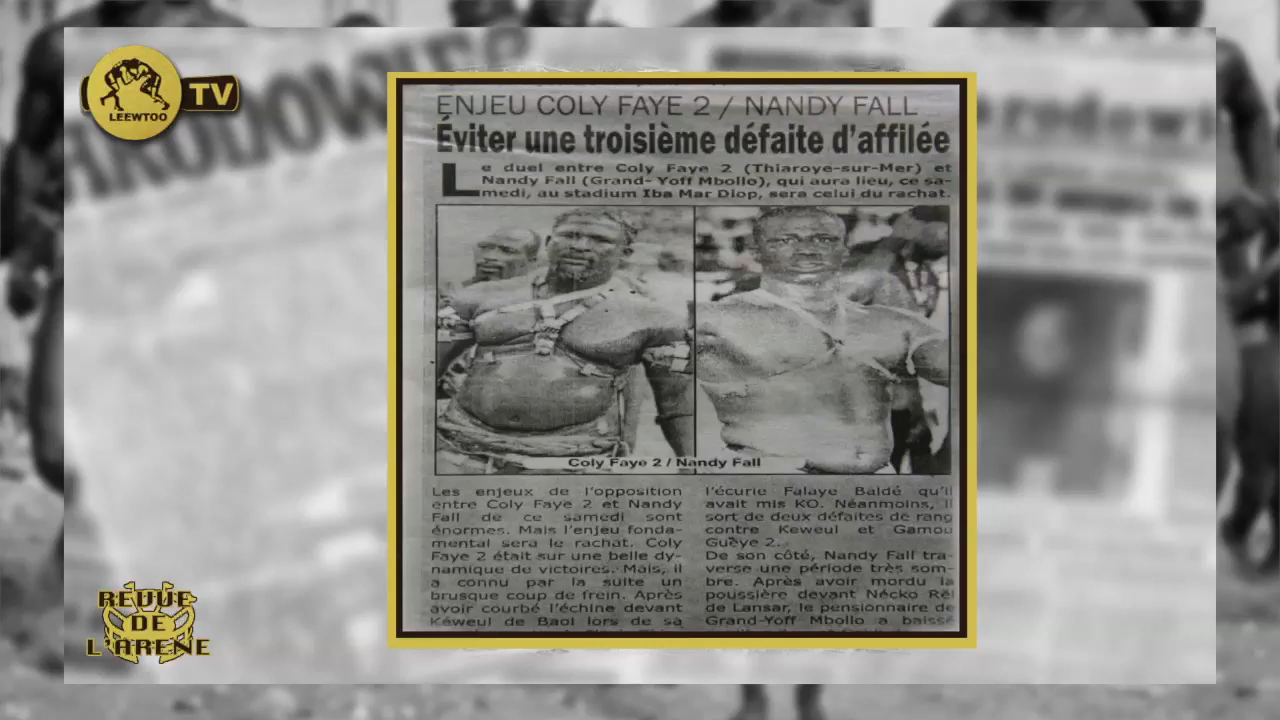 LEEWTOO
TV
ENJEU COLY FAYE 2 / NANDY FALL
Éviter une troisième défaite d'affilée
Le duel entre Coly Faye 2 (Thiaroye-sur-Mer) et
Nandy Fall (Grand- Yoff Mbollo), qui aura lieu, ce sa-
medi, au stadium Iba Mar Diop, sera celui du rachat.
Coly Faye 2 / Nandy Fall
Les enjeux de l'opposition
entre Coly Faye 2 et Nandy
Fall de ce samedi sont
énormes. Mais l'enjeu fonda-
mental sera le rachat. Coly
Faye 2 était sur une belle dy-
namique de victoires. Mais, il
a connu par la suite un
brusque coup de frein. Après
avoir courbé l'échine devant
Kéweul de Baol lors de sa
l'écurie Falaye Baldé qu'il
avait mis KO. Néanmoins, il
sort de deux défaites de rang
contre Keweul et Gamou
Guèye 2.
De son côté, Nandy Fall tra-
verse une période très som-
bre. Après avoir mordu la
poussière devant Nécko Rël
de Lansar, le pensionnaire de
Grand-Yoff Mbollo a baissé
REVUE
DE
L'ARENE